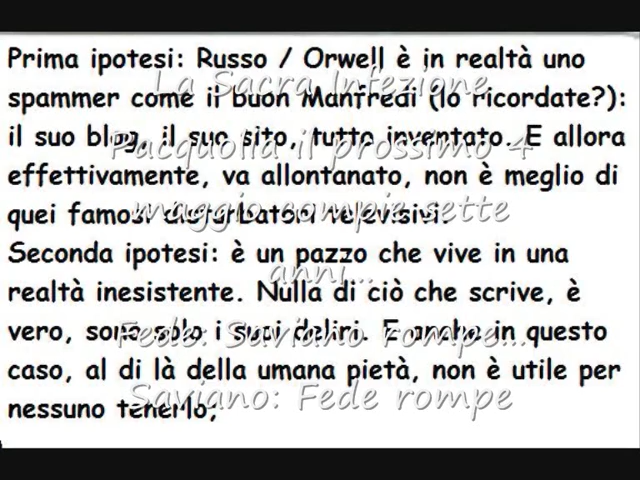 Prima ipotesi: Russo / Orwell è in realtà uno
spammer come il buon Manfredi (lo ricordate?):
il suo blog, il suo sito, tutto inventato. E allora
effettivamente, va allontanato, non è meglio di
quei famosi disturbatori televisivi.
Seconda ipotesi: è un pazzo che vive in una
realtà inesistente. Nulla di ciò che scrive, è
vero, sono solo i suoi deliri. E anche in questo
caso, al di là della umana pietà, non è utile per
nessuno tenerlo;
La Sacra Infezione
Pacquolia il prossimo 4
maggio compie sette
anni...
Fede: Saviano rompe...
Saviano: Fede rompe